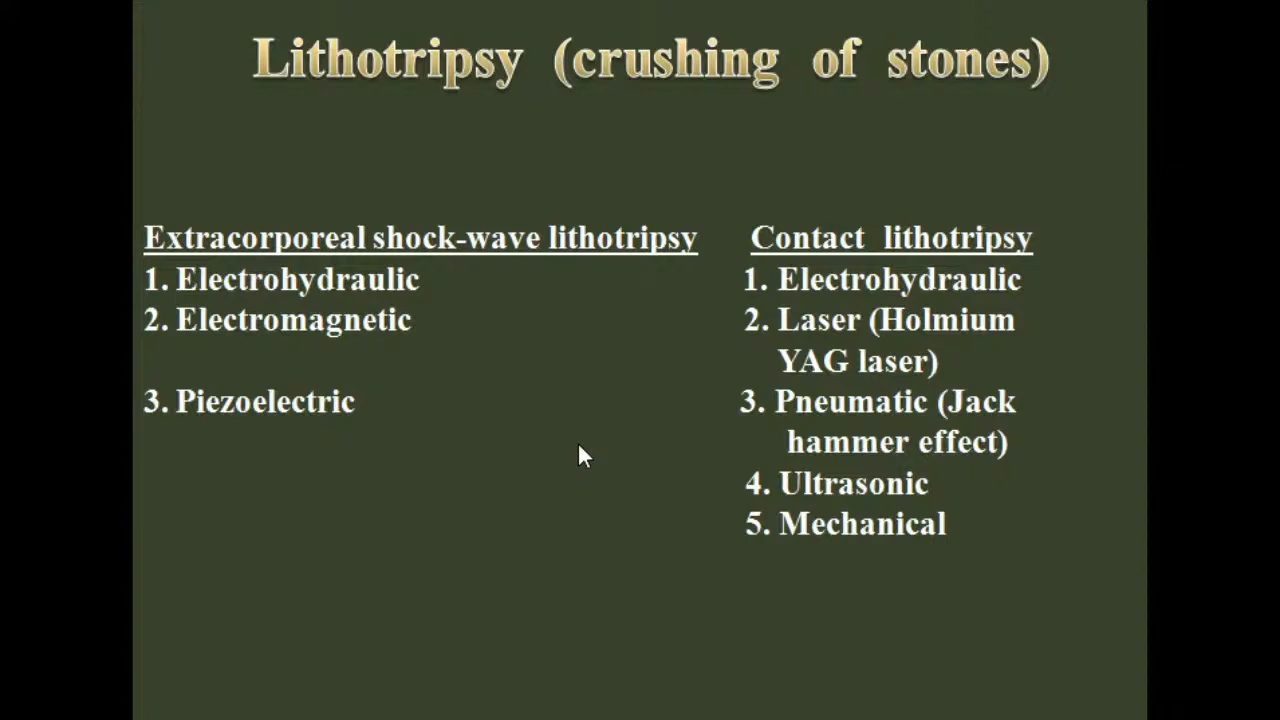 Lithotripsy (crushing of stones)
Extracorporeal shock-wave lithotripsy
1. Electrohydraulic
2. Electromagnetic
3. Piezoelectric
Contact lithotripsy
1. Electrohydraulic
2. Laser (Holmium
YAG laser)
3. Pneumatic (Jack
hammer effect)
4. Ultrasonic
5. Mechanical